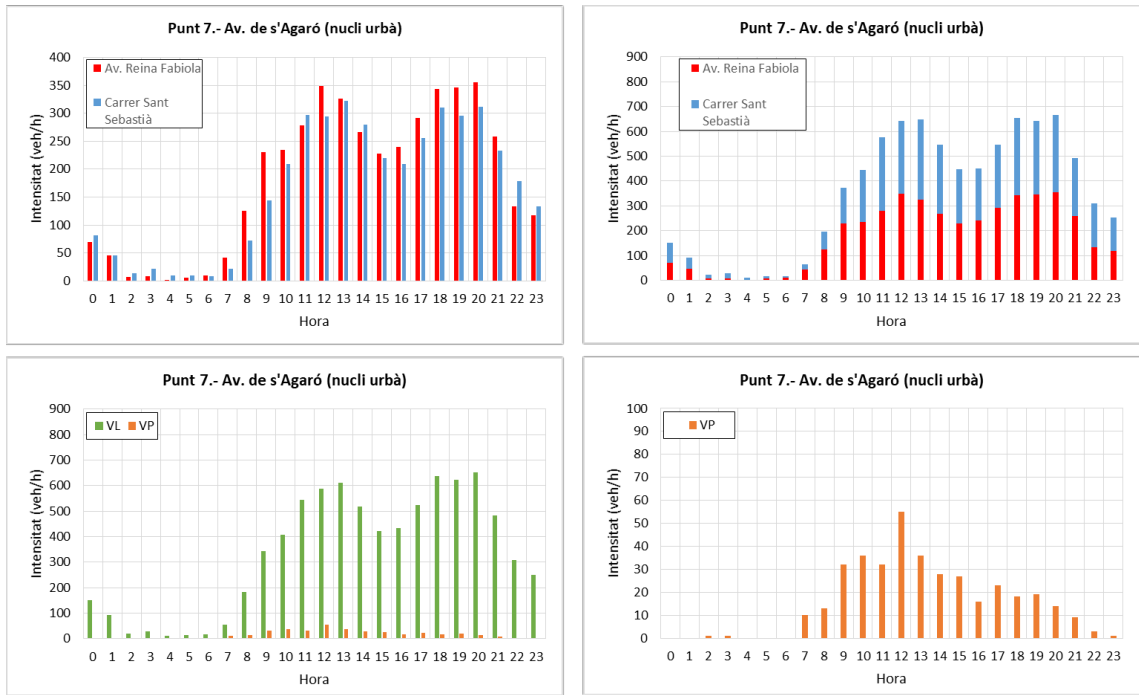 Punt 7.- Av. de s'Agaró (nucli urbà)
Intensitat (veh/h)
400
350
300
250
200
150
100
50
0
Av. Reina Fabiola
Carrer Sant
Sebastià
0 1 2 3 4 5 6 7 8 9 10 11 12 13 14 15 16 17 18 19 20 21 22 23
Hora
Punt 7.- Av. de s'Agaró (nucli urbà)
Intensitat (veh/h)
900
800
700
600
500
400
300
200
100
0
Av. Reina Fabiola
Carrer Sant
Sebastià
0 1 2 3 4 5 6 7 8 9 10 11 12 13 14 15 16 17 18 19 20 21 22 23
Hora
Punt 7.- Av. de s'Agaró (nucli urbà)
Intensitat (veh/h)
900
800
700
600
500
400
300
200
100
0
VL VP
0 1 2 3 4 5 6 7 8 9 10 11 12 13 14 15 16 17 18 19 20 21 22 23
Hora
Punt 7.- Av. de s'Agaró (nucli urbà)
Intensitat (veh/h)
100
90
80
70
60
50
40
30
20
10
0
VP
0 1 2 3 4 5 6 7 8 9 10 11 12 13 14 15 16 17 18 19 20 21 22 23
Hora